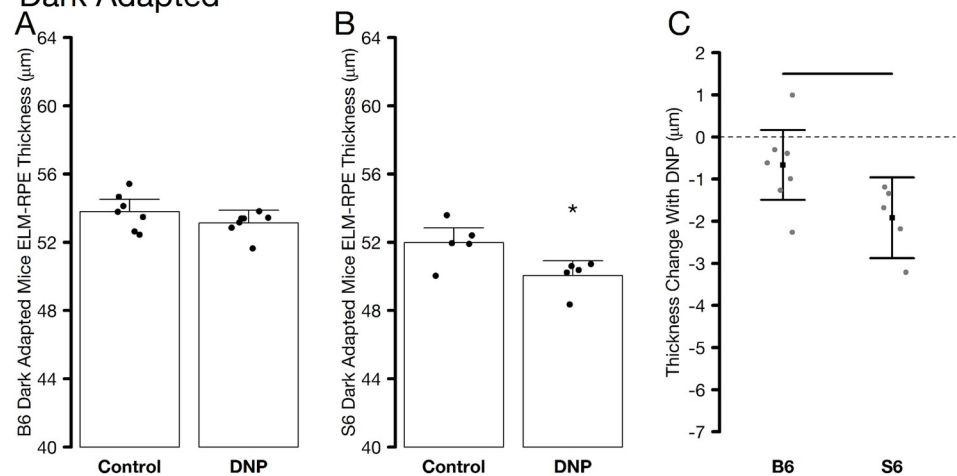 Dark Adapted
A
B6 Dark Adapted Mice ELM-RPE Thickness (μm)
64
60
56
52
48
44
40
Control
DNP
B
S6 Dark Adapted Mice ELM-RPE Thickness (μm)
64
60
56
52
48
44
40
*
Control
DNP
C
Thickness Change With DNP (μm)
2
1
0
-1
-2
-3
-4
-5
-6
-7
B6
S6